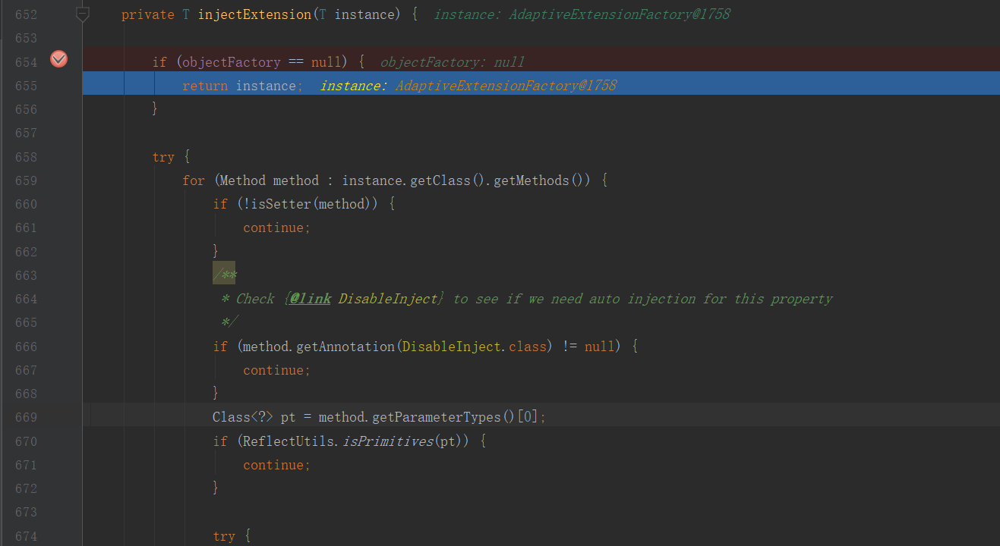 652 private T injectExtension(T instance) { instance: AdaptiveExtensionFactory@1758
653
654 if (objectFactory == null) { objectFactory: null
655 return instance; instance: AdaptiveExtensionFactory@1758
656 }
657
658 try {
659 for (Method method : instance.getClass().getMethods()) {
660 if (!isSetter(method)) {
661 continue;
662 }
663 /**
664 * Check {@link DisableInject} to see if we need auto injection for this property
665 */
666 if (method.getAnnotation(DisableInject.class) != null) {
667 continue;
668 }
669 Class<?> pt = method.getParameterTypes()[0];
670 if (ReflectUtils.isPrimitives(pt)) {
671 continue;
672 }
673
674 try {